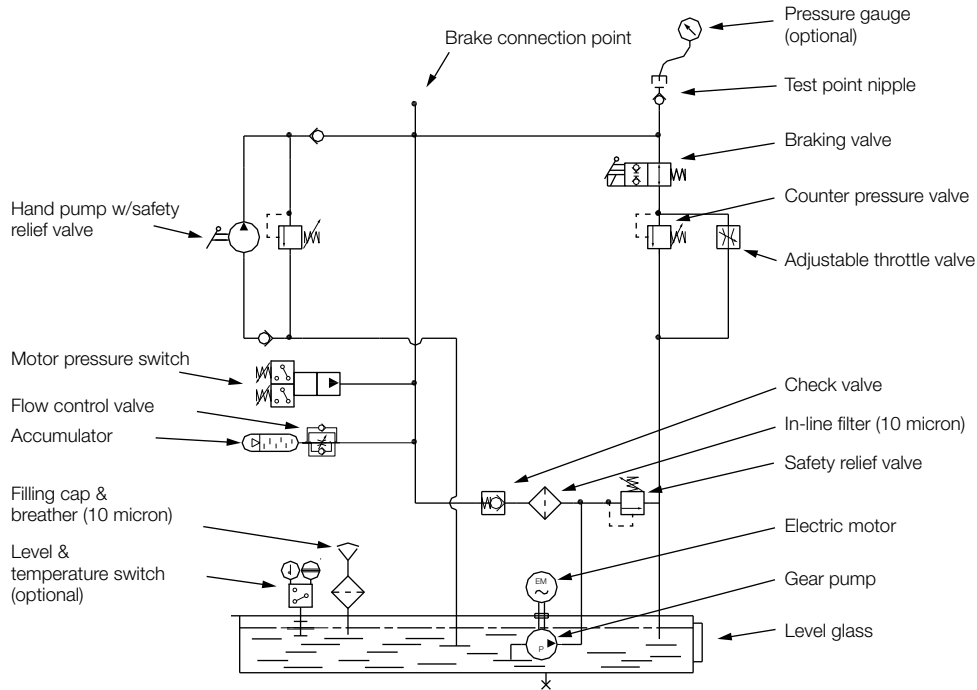 Pressure gauge
(optional)
Brake connection point
Test point nipple
Braking valve
Counter pressure valve
Hand pump w/safety
relief valve
Adjustable throttle valve
Motor pressure switch
Check valve
Flow control valve
In-line filter (10 micron)
Accumulator
Safety relief valve
Filling cap &
breather (10 micron)
Electric motor
Level &
temperature switch
(optional)
EM
Gear pump
Level glass
P